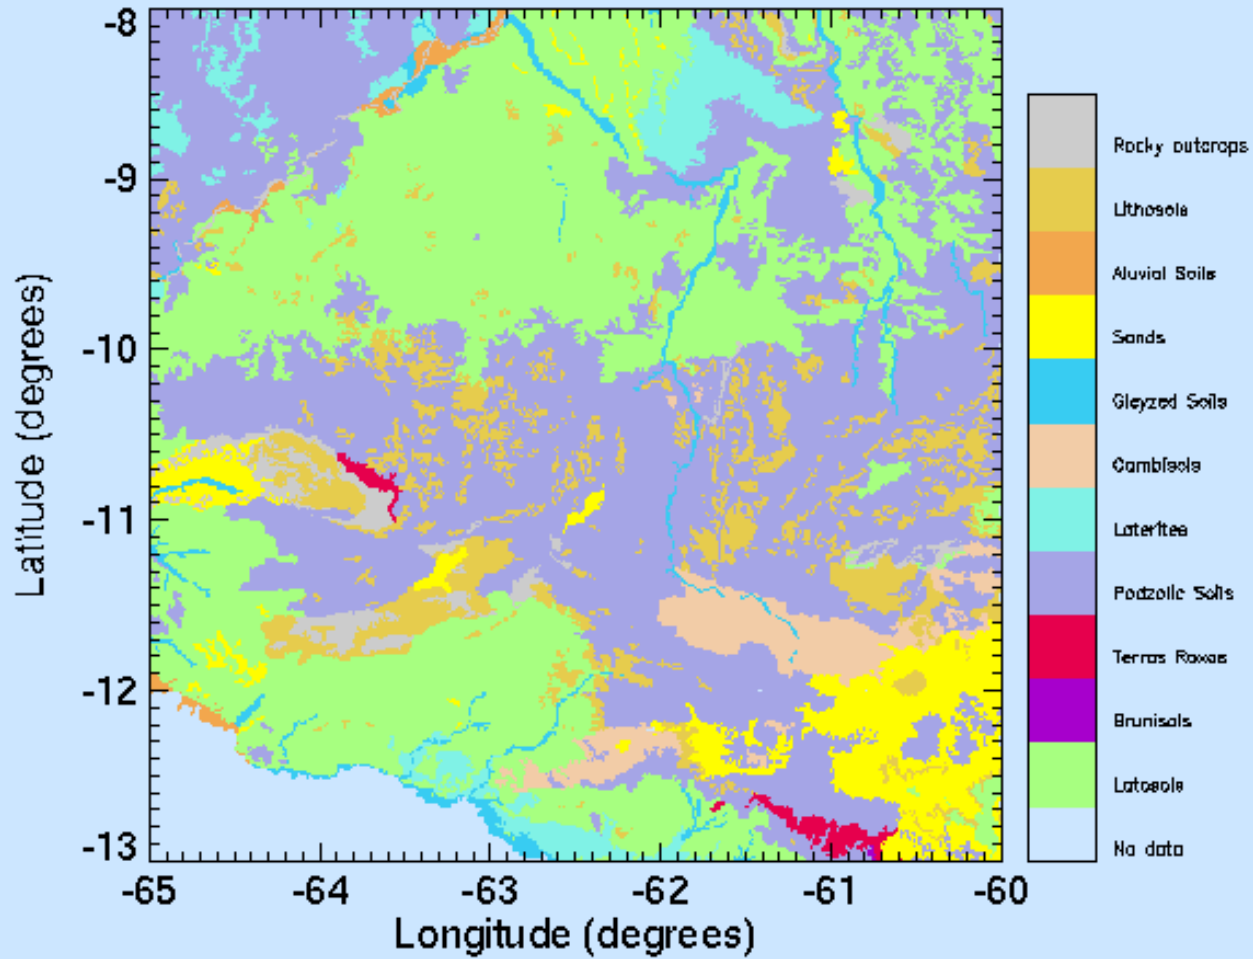 -8
-9
-10
-11
-12
-13
Latitude (degrees)
-65 -64 -63 -62 -61 -60
Longitude (degrees)
Rocky outcrops
Lithosols
Aluvial Soils
Sands
Gleyzed Soils
Cambisols
Laterites
Podzolic Soils
Terras Roxas
Brunisols
Latosols
No data